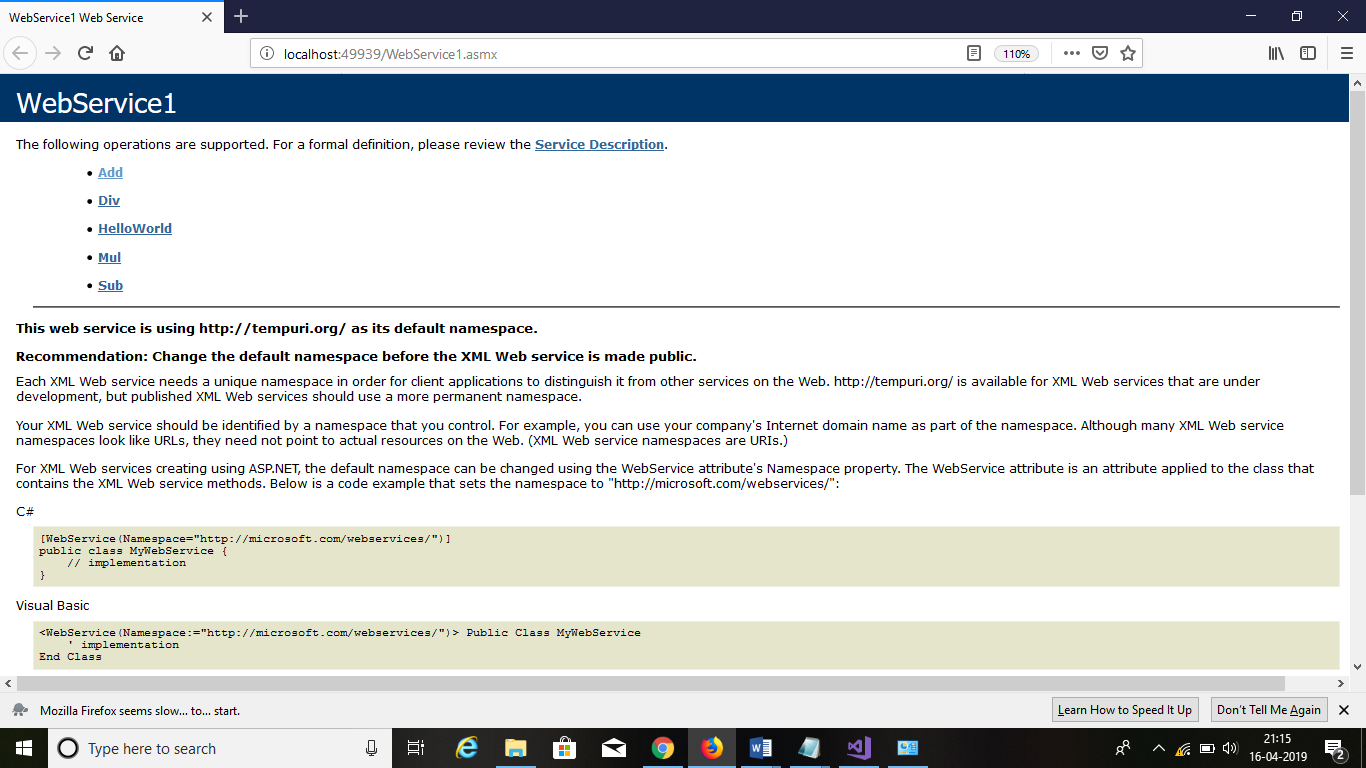 WebService1 Web Service
localhost:49939/WebService1.asmx
110%
WebService1
The following operations are supported. For a formal definition, please review the Service Description.
• Add
• Div
• HelloWorld
• Mul
• Sub
This web service is using http://tempuri.org/ as its default namespace.
Recommendation: Change the default namespace before the XML Web service is made public.
Each XML Web service needs a unique namespace in order for client applications to distinguish it from other services on the Web. http://tempuri.org/ is available for XML Web services that are under
development, but published XML Web services should use a more permanent namespace.
Your XML Web service should be identified by a namespace that you control. For example, you can use your company's Internet domain name as part of the namespace. Although many XML Web service
namespaces look like URLs, they need not point to actual resources on the Web. (XML Web service namespaces are URIs.)
For XML Web services creating using ASP.NET, the default namespace can be changed using the WebService attribute's Namespace property. The WebService attribute is an attribute applied to the class that
contains the XML Web service methods. Below is a code example that sets the namespace to "http://microsoft.com/webservices/":
C#
[WebService(Namespace="http://microsoft.com/webservices/")]
public class MyWebService {
    // implementation
}
Visual Basic
<WebService(Namespace:="http://microsoft.com/webservices/")> Public Class MyWebService
    ' implementation
End Class
Mozilla Firefox seems slow... to... start.
Learn How to Speed It Up
Don't Tell Me Again
Type here to search
21:15
16-04-2019
2